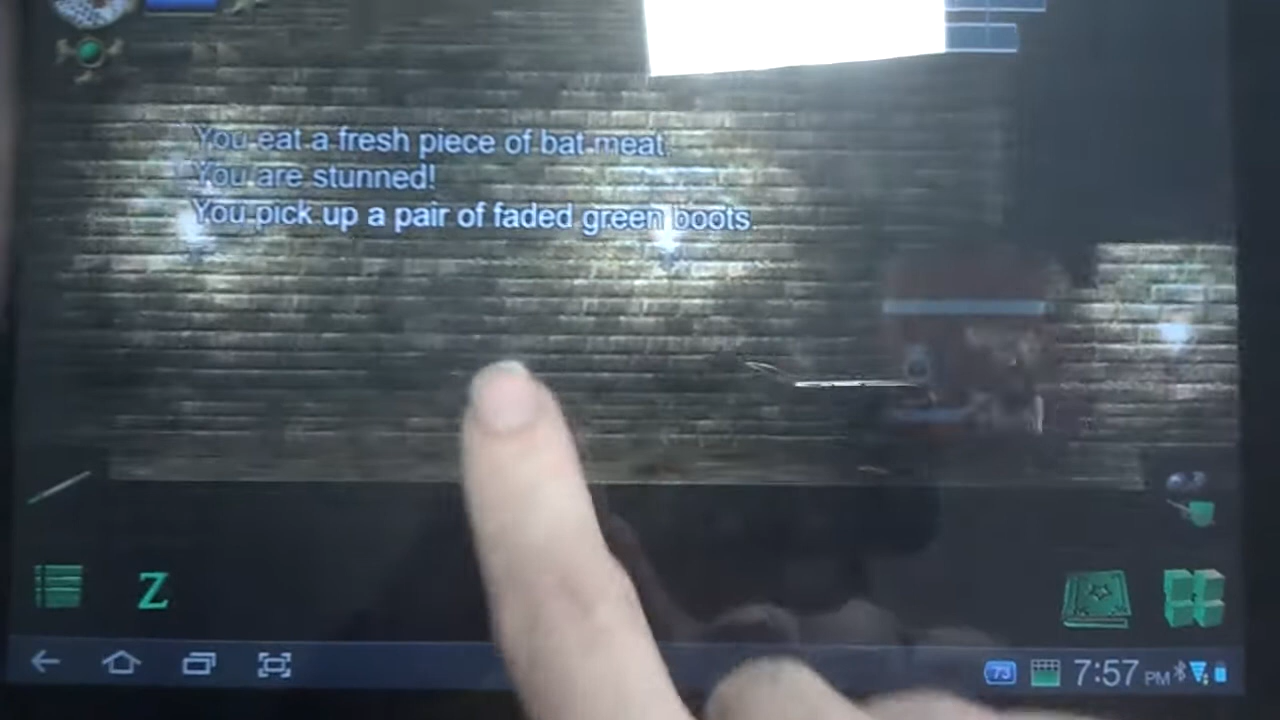 You eat a fresh piece of bat meat.
You are stunned!
You pick up a pair of faded green boots.
Z
73
7:57 PM